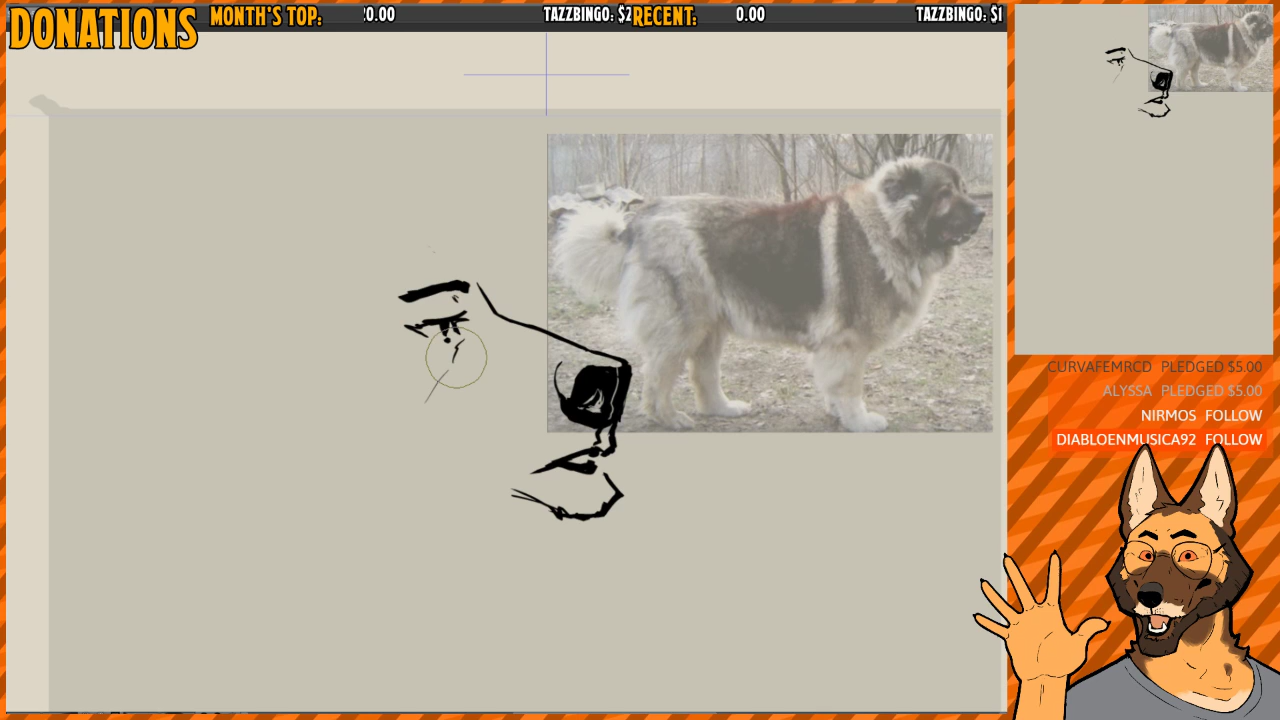 DONATIONS
MONTH'S TOP: 0.00 TAZZBINGO: $2
RECENT: 0.00 TAZZBINGO: $1
CURVAFEMRCD PLEDGED $5.00
ALYSSA PLEDGED $5.00
NIRMOS FOLLOW
DIABLOENMUSICA92 FOLLOW